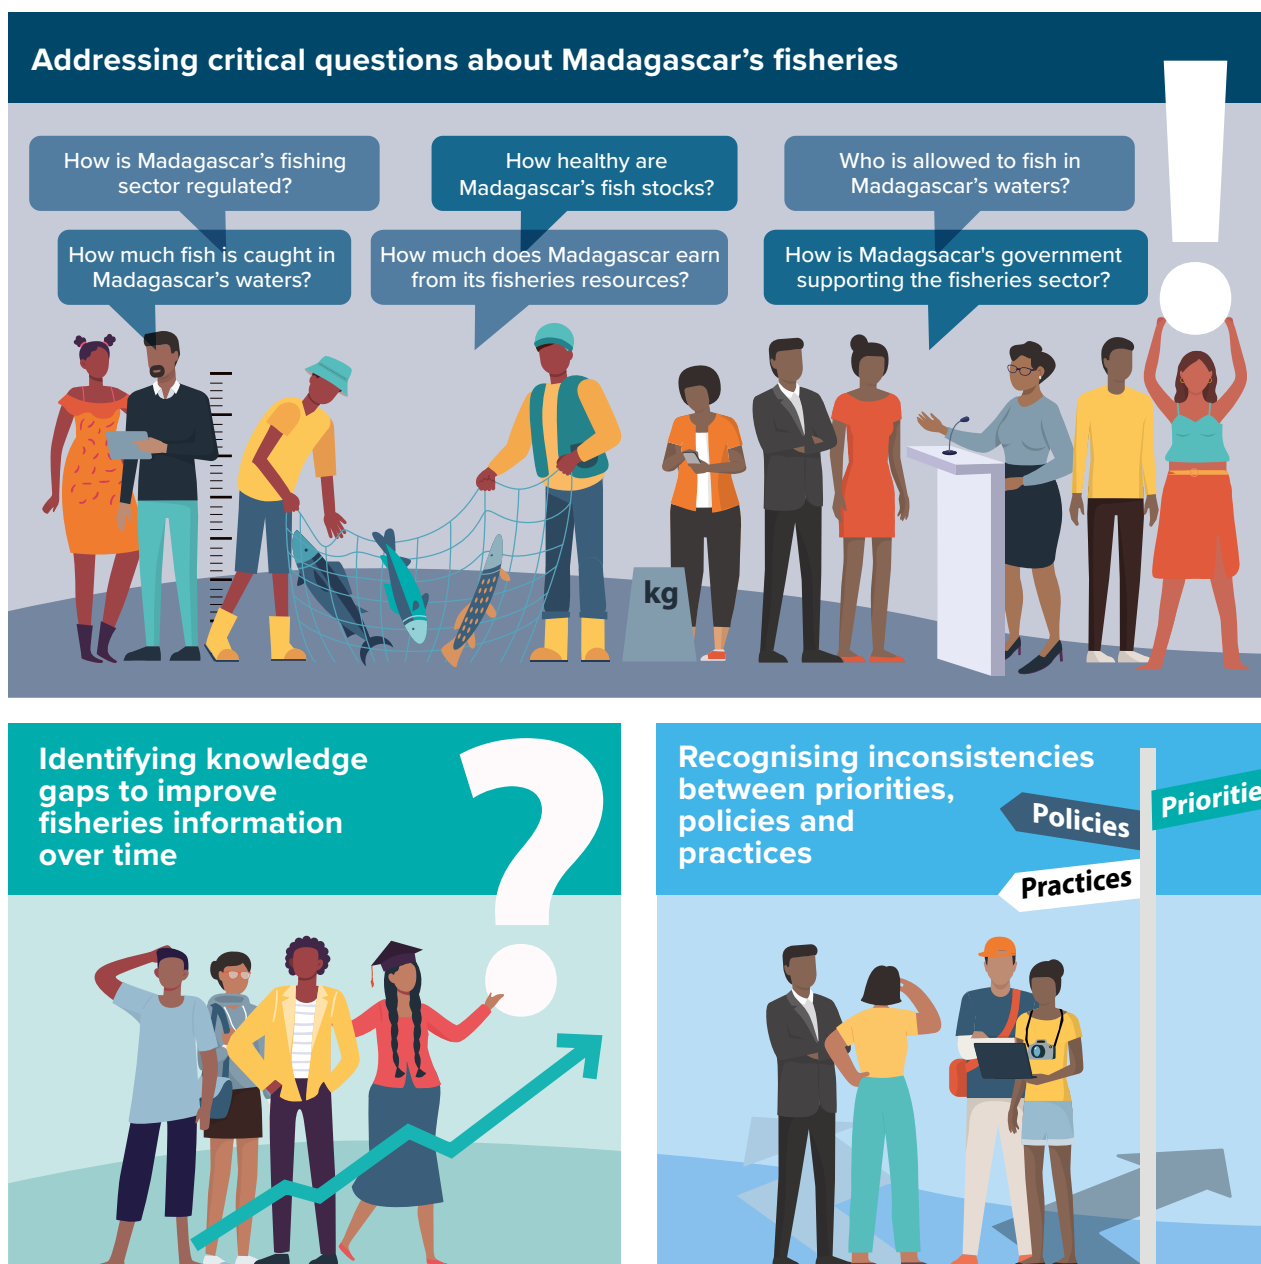 Addressing critical questions about Madagascar’s fisheries
How is Madagascar’s fishing
sector regulated?
How healthy are
Madagascar’s fish stocks?
Who is allowed to fish in
Madagascar’s waters?
How much fish is caught in
Madagascar’s waters?
How much does Madagascar earn
from its fisheries resources?
How is Madagsacar's government
supporting the fisheries sector?
kg
Identifying knowledge
gaps to improve
fisheries information
over time
Recognising inconsistencies
between priorities,
policies and
practices
Policies
Prioritie
Practices